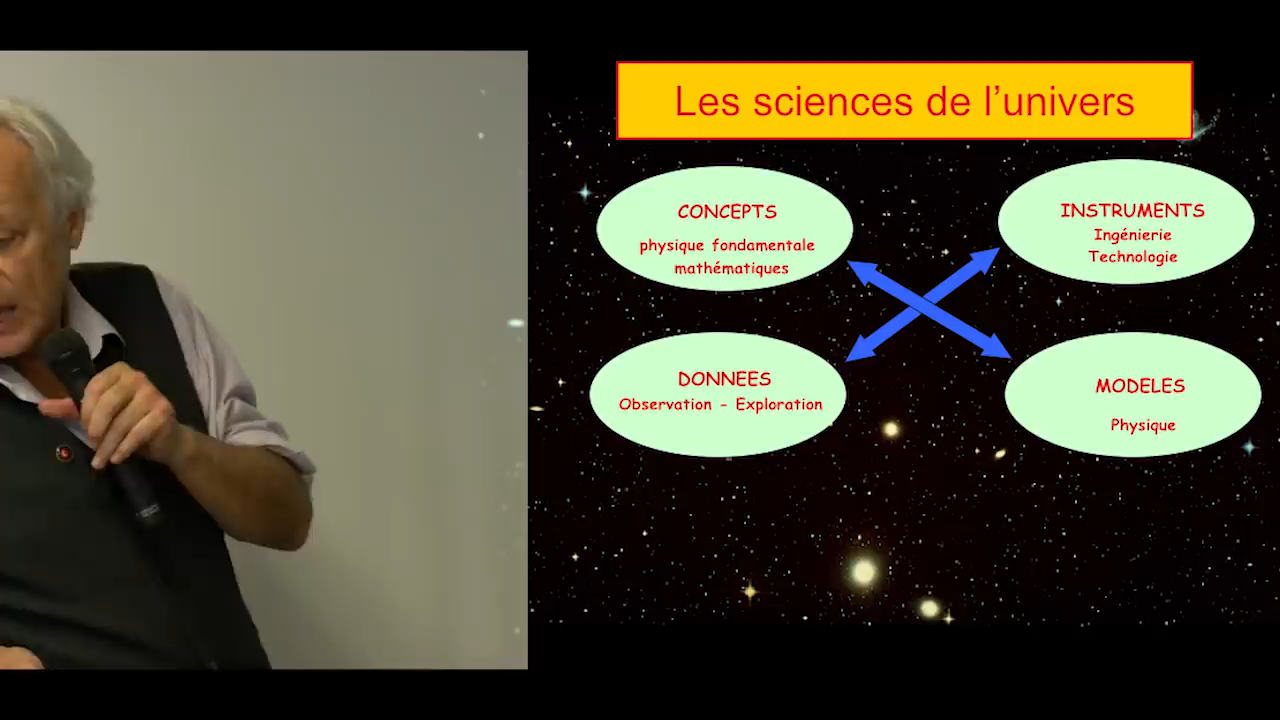 Les sciences de l’univers
CONCEPTS
physique fondamentale
mathématiques
INSTRUMENTS
Ingénierie
Technologie
DONNEES
Observation - Exploration
MODELES
Physique